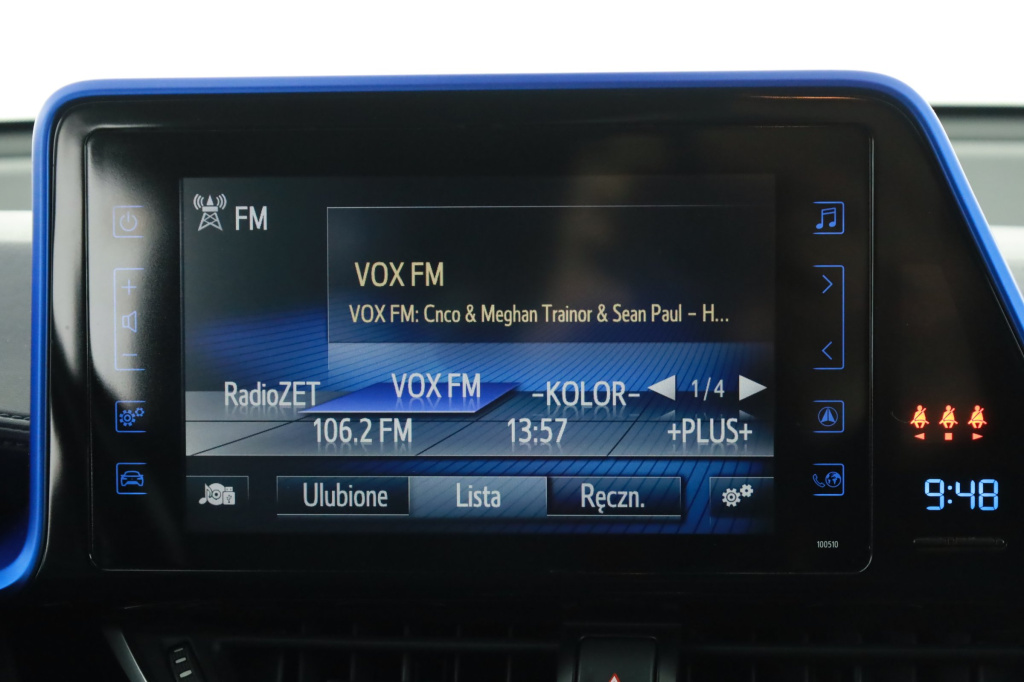 FM
VOX FM
VOX FM: Cnco & Meghan Trainor & Sean Paul - H...
RadioZET VOX FM -KOLOR- 1/4
106.2 FM 13:57 +PLUS+
Ulubione Lista Ręczn.
100510
9:48